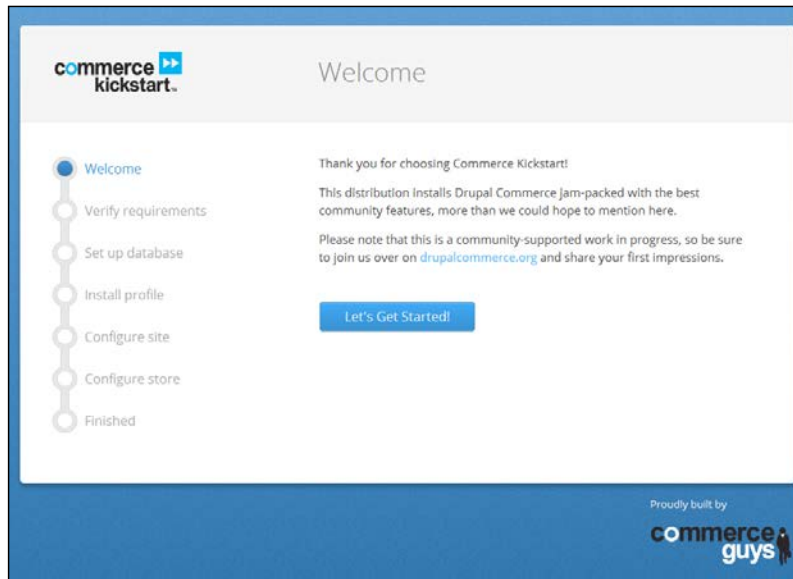 commerce
kickstart™
Welcome
Welcome
Verify requirements
Set up database
Install profile
Configure site
Configure store
Finished
Thank you for choosing Commerce Kickstart!
This distribution installs Drupal Commerce jam-packed with the best
community features, more than we could hope to mention here.
Please note that this is a community-supported work in progress, so be sure
to join us over on drupalcommerce.org and share your first impressions.
Let's Get Started!
Proudly built by
commerce
guys